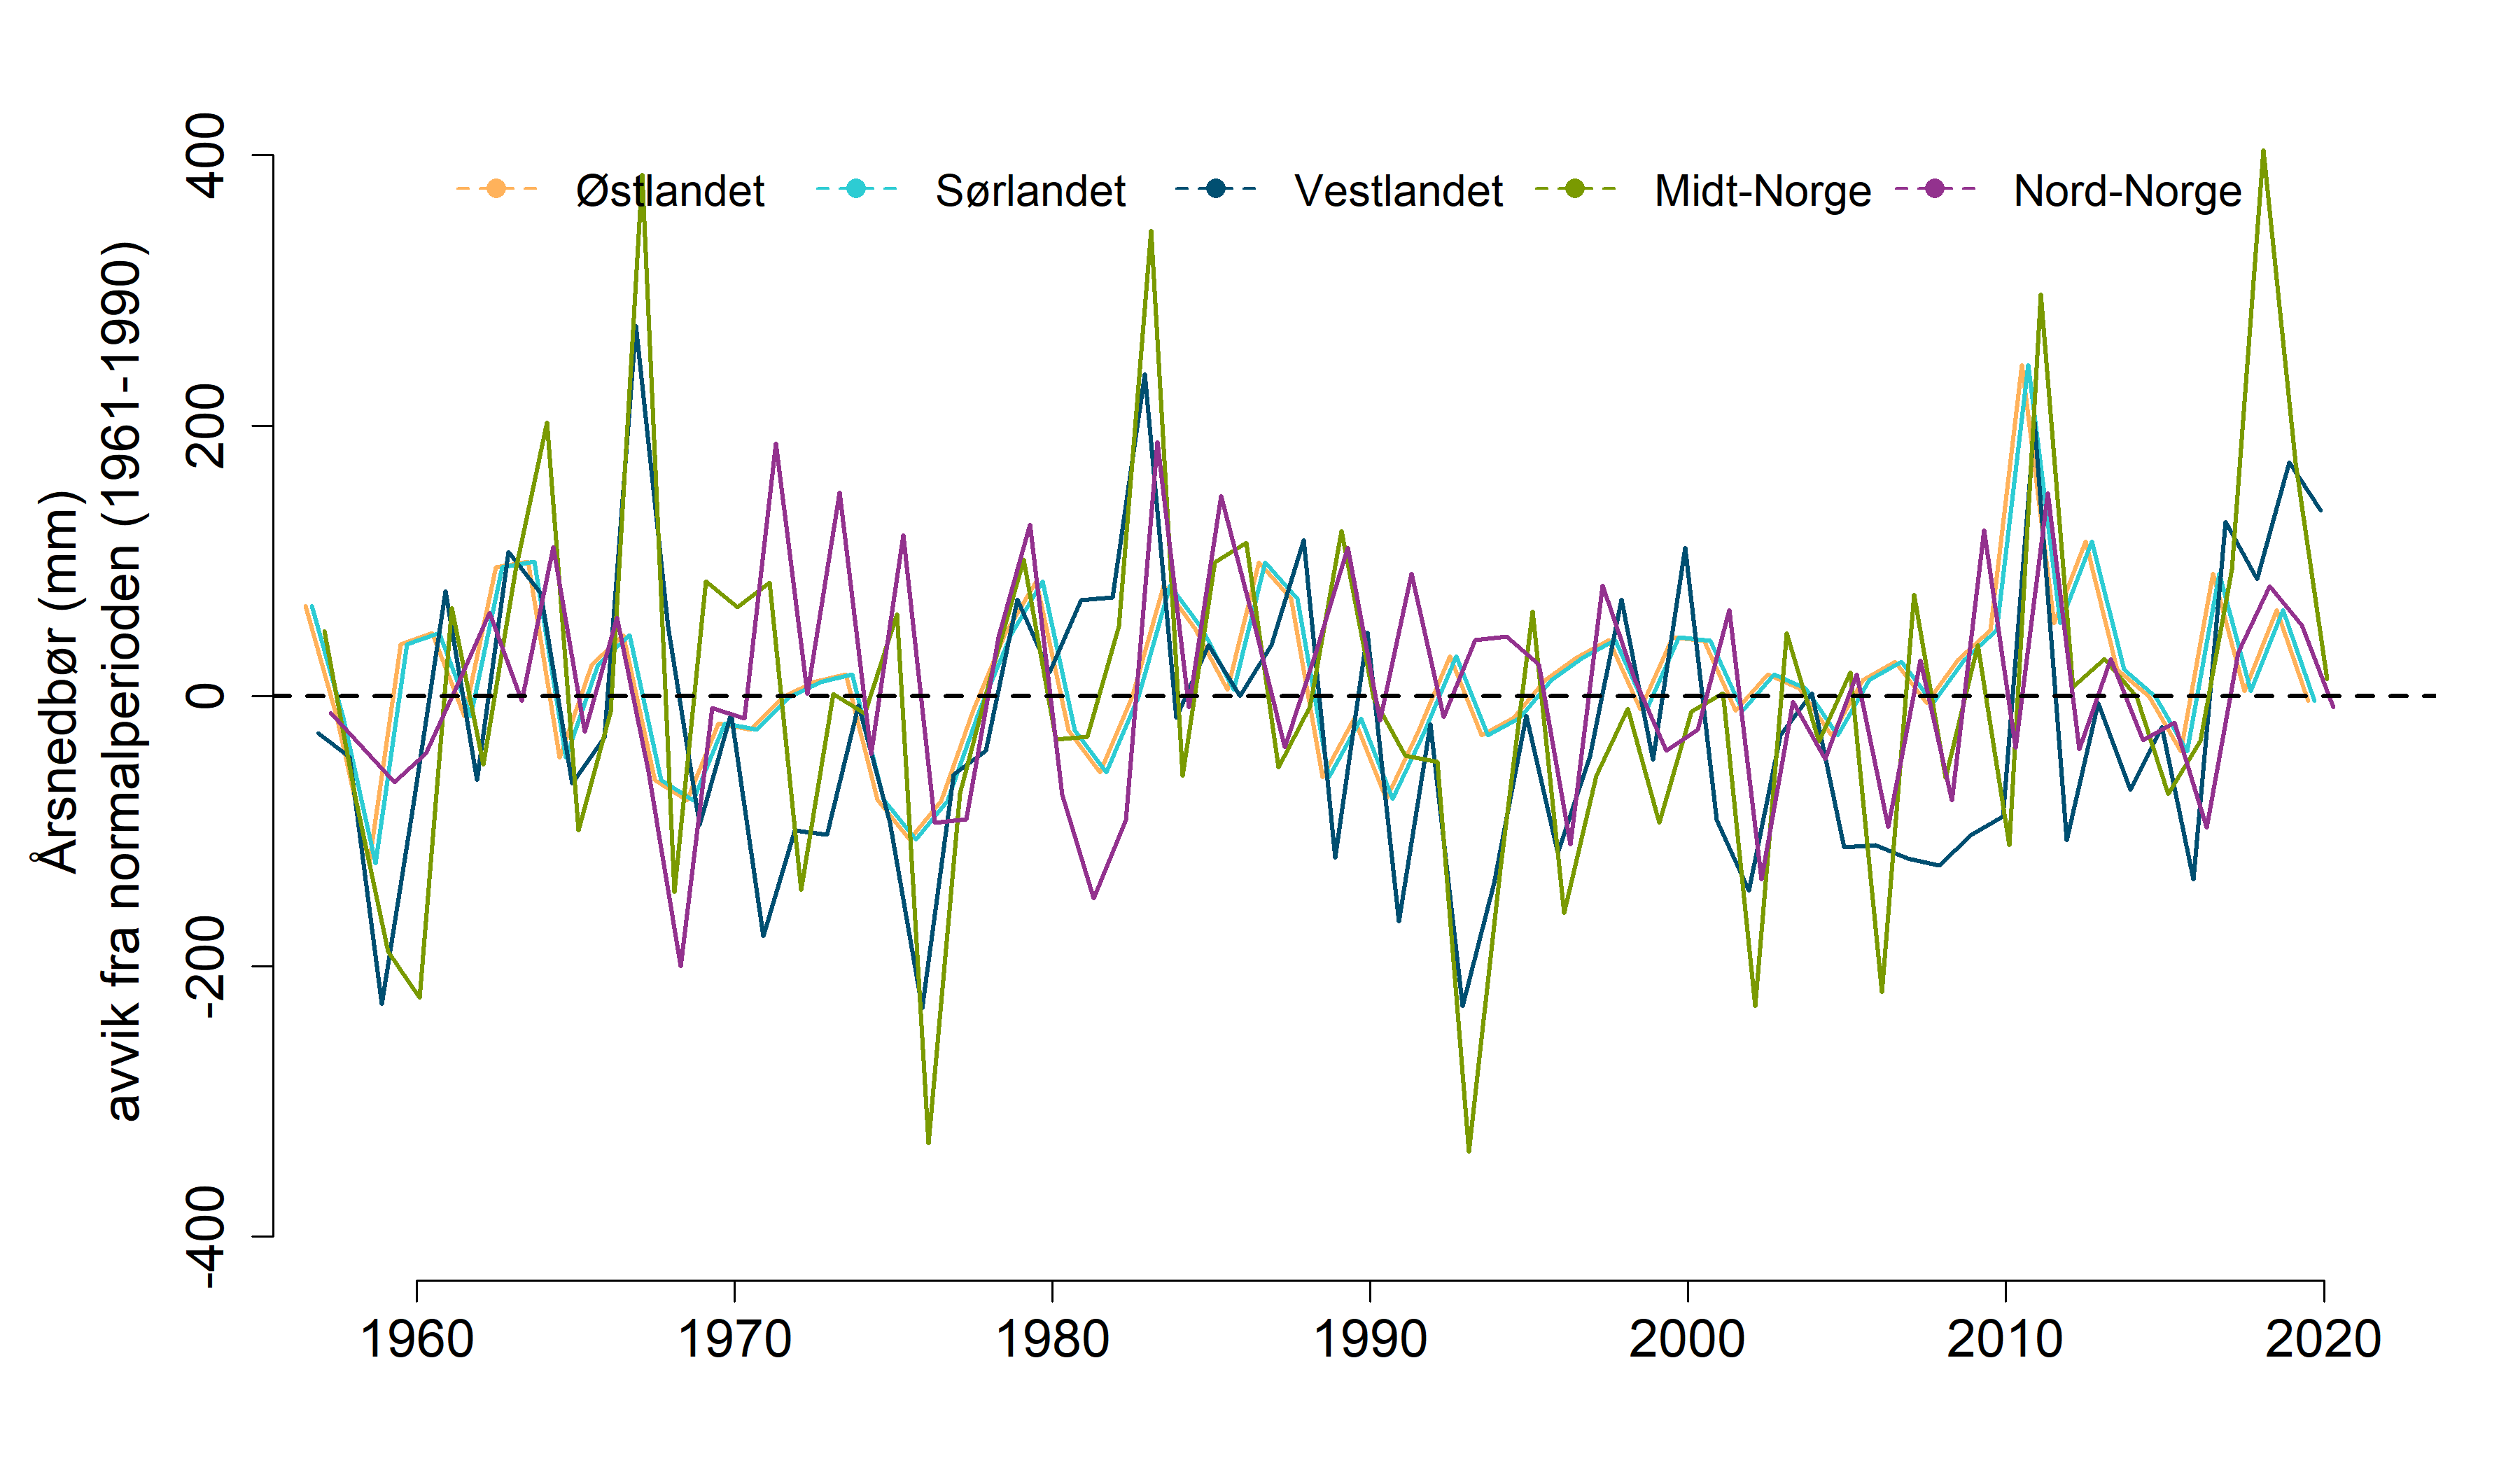 Årsnedbør (mm)
avvik fra normalperioden (1961-1990)
400
200
0
-200
-400
Østlandet Sørlandet Vestlandet Midt-Norge Nord-Norge
1960 1970 1980 1990 2000 2010 2020